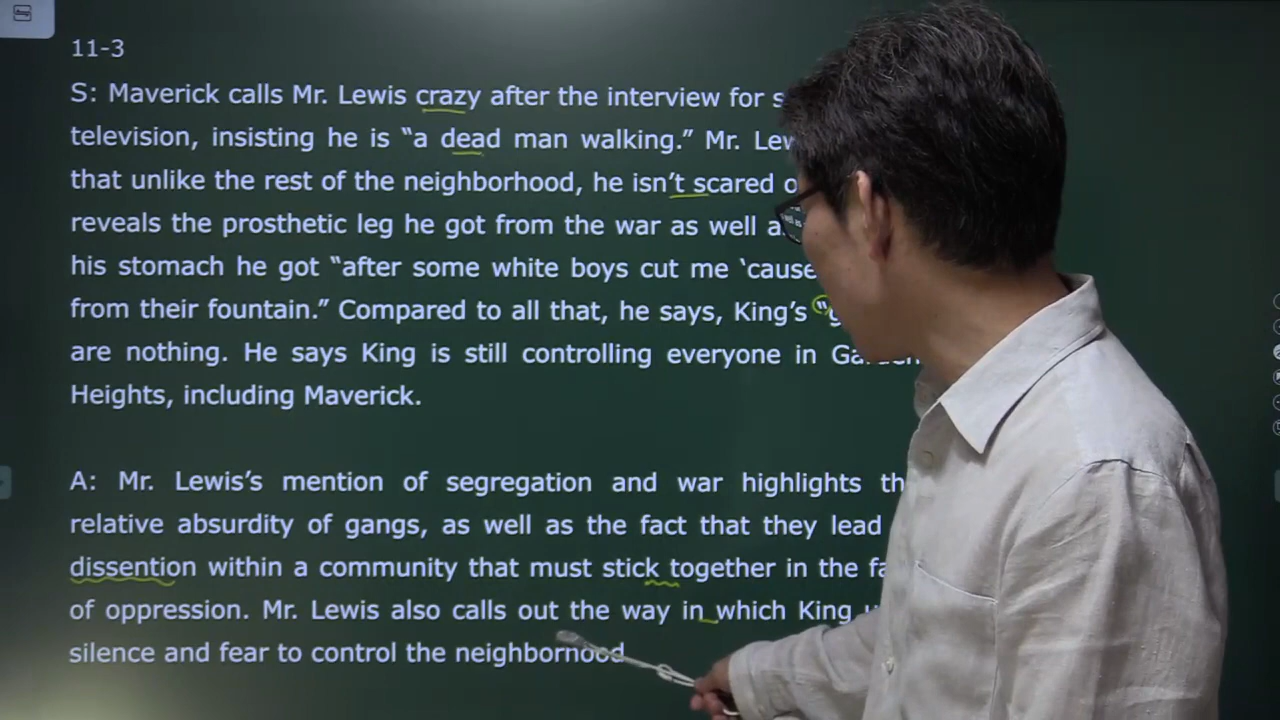 11-3
S: Maverick calls Mr. Lewis crazy after the interview for
television, insisting he is “a dead man walking.” Mr.
that unlike the rest of the neighborhood, he isn’t scared
reveals the prosthetic leg he got from the war as well
his stomach he got “after some white boys cut me ‘cause
from their fountain.” Compared to all that, he says, King’s
are nothing. He says King is still controlling everyone in Garden
Heights, including Maverick.
A: Mr. Lewis’s mention of segregation and war highlights
relative absurdity of gangs, as well as the fact that they lead
dissention within a community that must stick together in the
of oppression. Mr. Lewis also calls out the way in which King
silence and fear to control the neighborhood